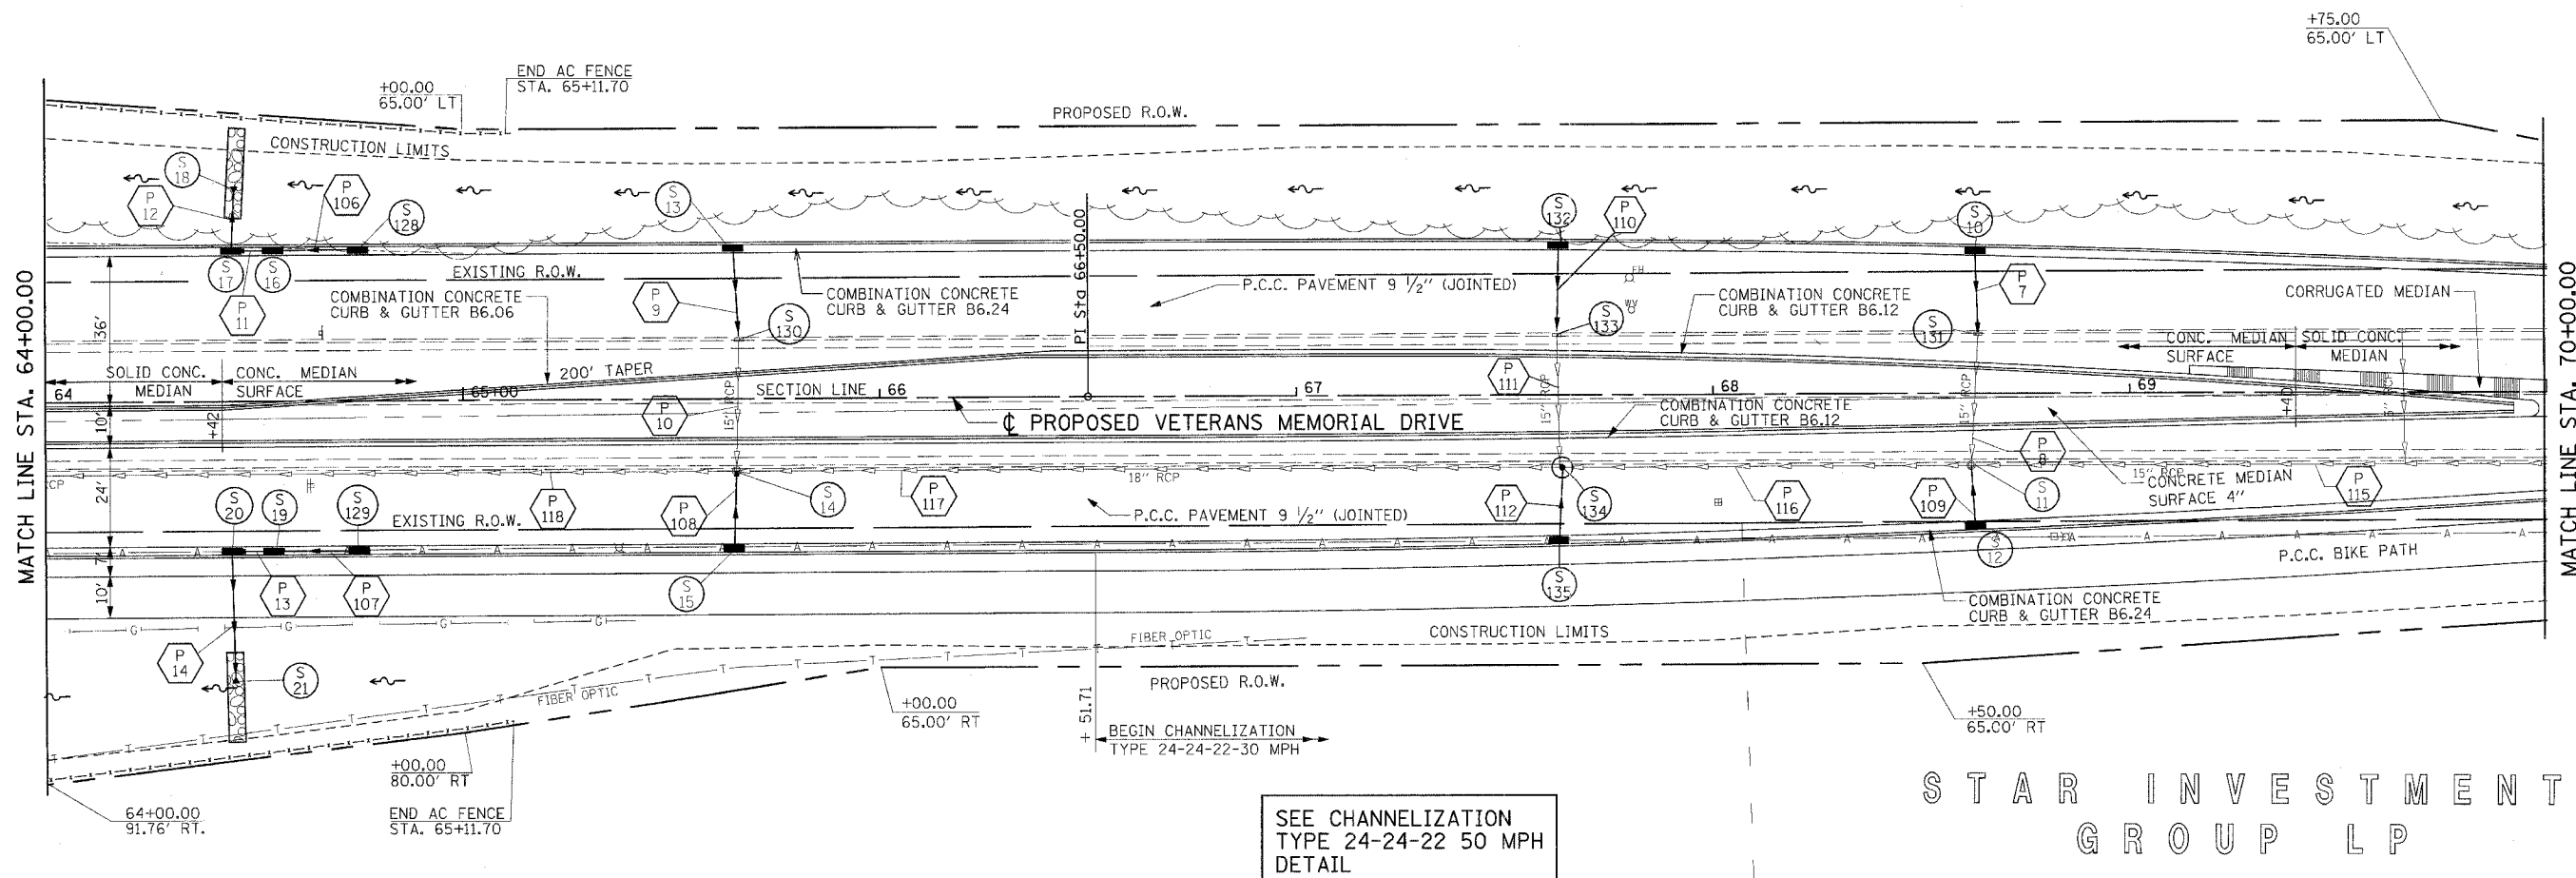 +75.00
65.00' LT
END AC FENCE
STA. 65+11.70
+00.00
65.00' LT
PROPOSED R.O.W.
CONSTRUCTION LIMITS
S
18
P
12
P
106
S
128
S
13
S
132
P
110
S
10
S
17
S
16
P
11
EXISTING R.O.W.
COMBINATION CONCRETE
CURB & GUTTER B6.06
P
9
COMBINATION CONCRETE
CURB & GUTTER B6.24
S
130
PI Sta 66+50.00
P.C.C. PAVEMENT 9 1/2" (JOINTED)
FH
WV
S
133
COMBINATION CONCRETE
CURB & GUTTER B6.12
P
7
S
131
CORRUGATED MEDIAN
CONC. MEDIAN
SURFACE
SOLID CONC.
MEDIAN
MATCH LINE STA. 64+00.00
MATCH LINE STA. 70+00.00
36'
SOLID CONC.
MEDIAN
CONC. MEDIAN
SURFACE
200' TAPER
64
65+00
SECTION LINE
66
67
68
69
P
111
15" RCP
15" RCP
15" RCP
10'
+42
+40
P
10
℄ PROPOSED VETERANS MEMORIAL DRIVE
COMBINATION CONCRETE
CURB & GUTTER B6.12
P
8
24'
18" RCP
15" RCP
CONCRETE MEDIAN
SURFACE 4"
S
20
S
19
S
129
EXISTING R.O.W.
P
118
P
108
S
14
P
117
P.C.C. PAVEMENT 9 1/2" (JOINTED)
P
112
S
134
P
116
P
109
S
11
P
115
7'
10'
P
13
P
107
S
15
S
135
S
12
P.C.C. BIKE PATH
COMBINATION CONCRETE
CURB & GUTTER B6.24
P
14
S
21
FIBER OPTIC
FIBER OPTIC
CONSTRUCTION LIMITS
PROPOSED R.O.W.
+00.00
65.00' RT
+50.00
65.00' RT
+ 51.71
BEGIN CHANNELIZATION
TYPE 24-24-22-30 MPH
+00.00
80.00' RT
64+00.00
91.76' RT.
END AC FENCE
STA. 65+11.70
SEE CHANNELIZATION
TYPE 24-24-22 50 MPH
DETAIL
STAR INVESTMENT
GROUP LP